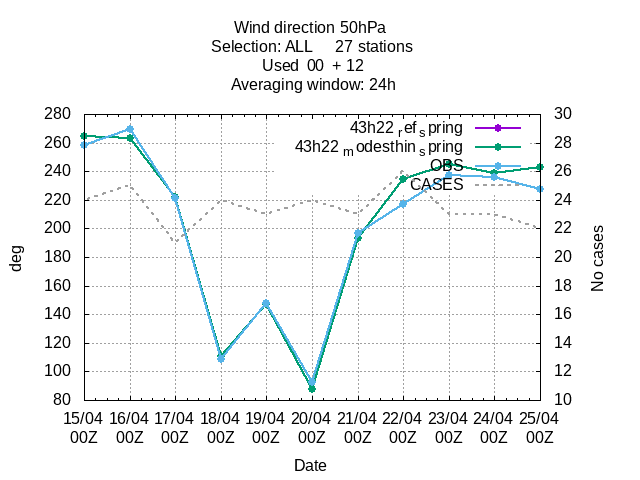 Wind direction 50hPa
Selection: ALL 27 stations
Used 00 + 12
Averaging window: 24h
280 30
43h22 ref spring
260 28
43h22 modesthin spring
240 26
OBS
CASES
220 24
200 22
180 20
160 18
140 16
120 14
100 12
80 10
deg
No cases
15/04 16/04 17/04 18/04 19/04 20/04 21/04 22/04 23/04 24/04 25/04
00Z 00Z 00Z 00Z 00Z 00Z 00Z 00Z 00Z 00Z 00Z
Date